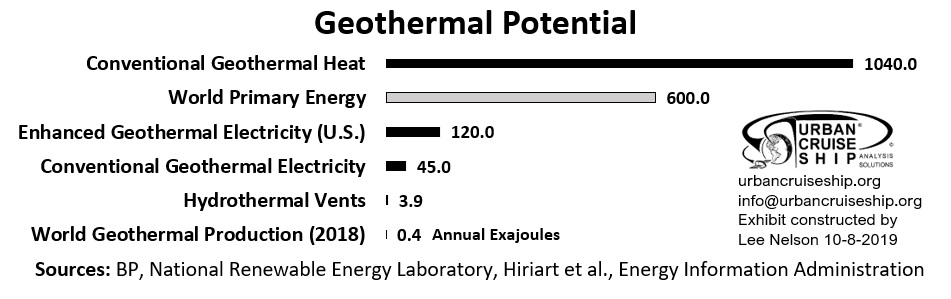 Geothermal Potential
Conventional Geothermal Heat 1040.0
World Primary Energy 600.0
Enhanced Geothermal Electricity (U.S.) 120.0
Conventional Geothermal Electricity 45.0
Hydrothermal Vents 3.9
World Geothermal Production (2018) 0.4 Annual Exajoules
URBAN®
CRUISE
SHIP ANALYSIS
SOLUTIONS
©
urbancruiseship.org
info@urbancruiseship.org
Exhibit constructed by
Lee Nelson 10-8-2019
Sources: BP, National Renewable Energy Laboratory, Hiriart et al., Energy Information Administration